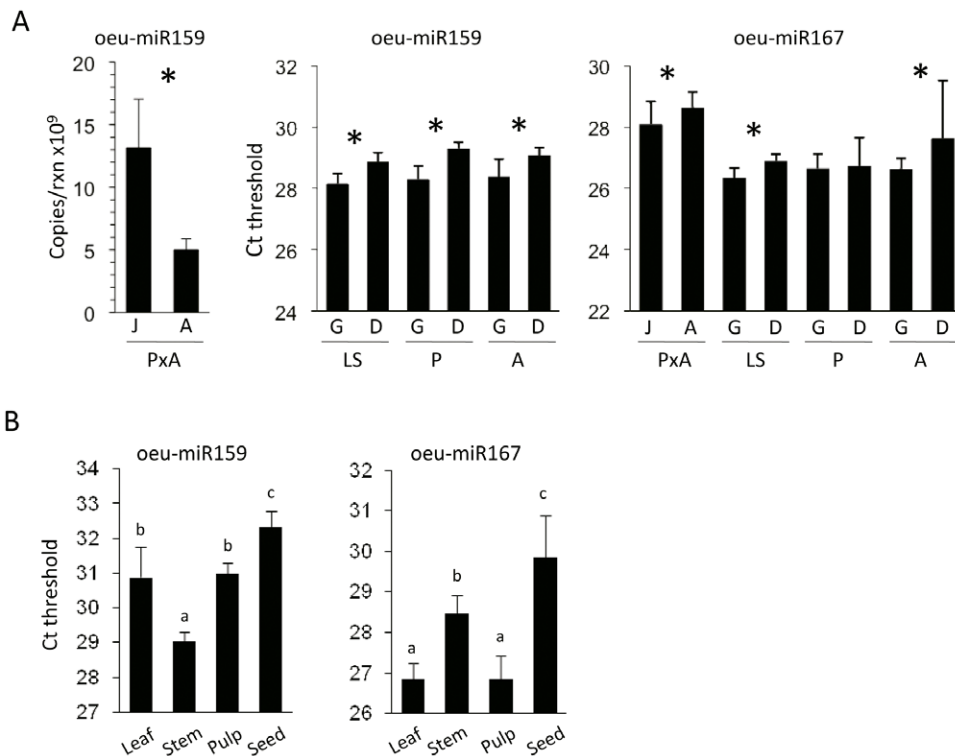 A
oeu-miR159
Copies/rxn x10⁹
20
15
10
5
0
*
J A
PxA
oeu-miR159
Ct threshold
32
30
28
26
24
* * *
G D G D G D
LS P A
oeu-miR167
30
28
26
24
22
* * *
J A G D G D G D
PxA LS P A
B
oeu-miR159
Ct threshold
34
33
32
31
30
29
28
27
b a b c
Leaf Stem Pulp Seed
oeu-miR167
32
31
30
29
28
27
26
a b a c
Leaf Stem Pulp Seed